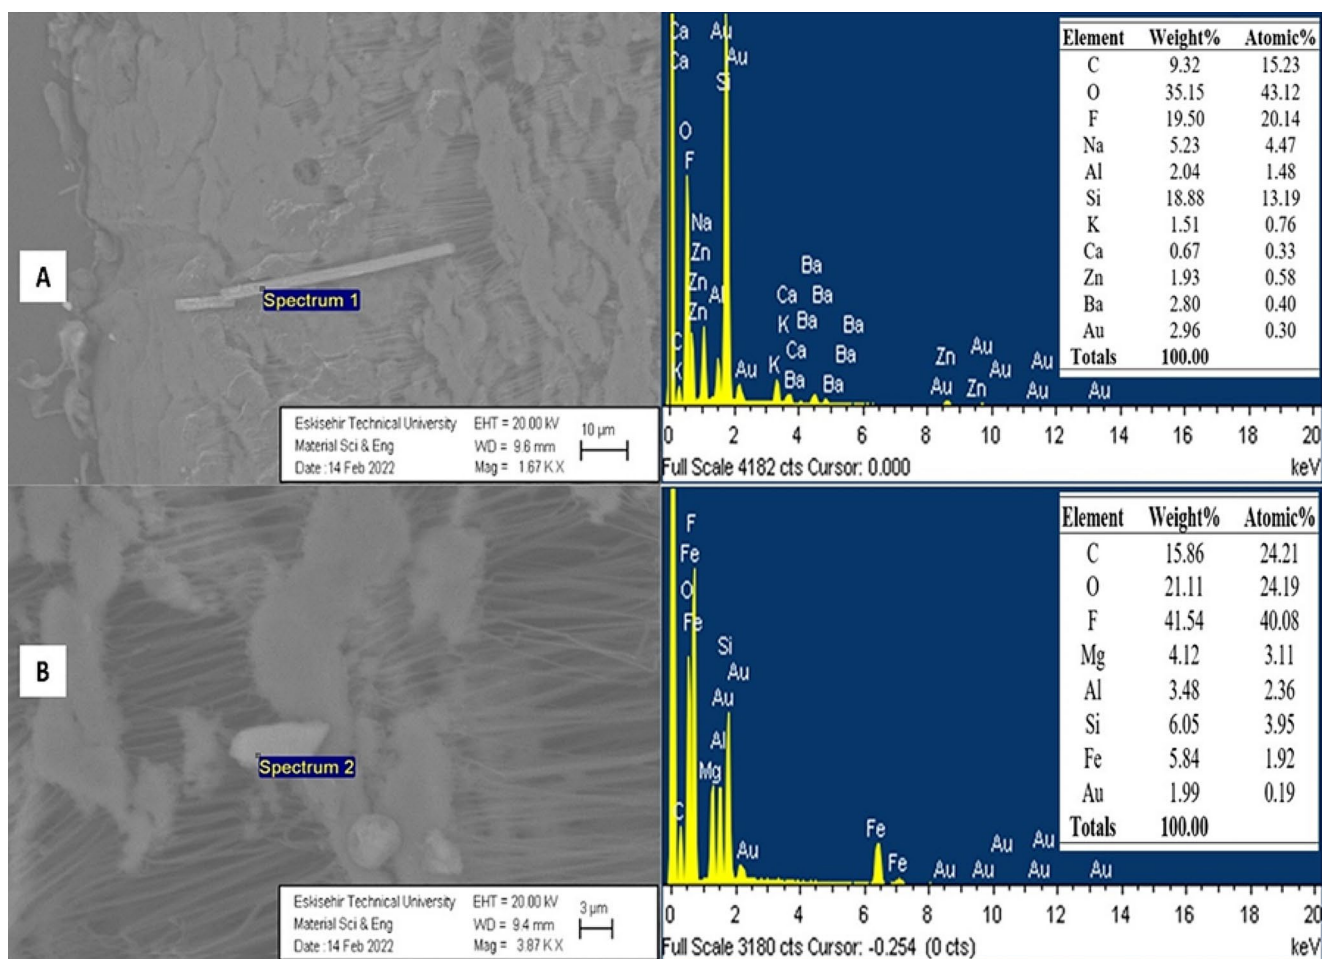 A
Spectrum 1
Eskisehir Technical University EHT = 20.00 kV 10 µm
Material Sci & Eng WD = 9.6 mm
Date :14 Feb 2022 Mag = 1.67 K X
Ca Au
Ca Au
Si
O
F
Na
Zn Ba
Zn Al Ca Ba Ba
Zn K Ba Ba
C Ca Ba Zn Au Au
K Au K Ba Ba Au Zn Au Au Au
0 2 4 6 8 10 12 14 16 18 20
Full Scale 4182 cts Cursor: 0.000 keV
Element Weight% Atomic%
C 9.32 15.23
O 35.15 43.12
F 19.50 20.14
Na 5.23 4.47
Al 2.04 1.48
Si 18.88 13.19
K 1.51 0.76
Ca 0.67 0.33
Zn 1.93 0.58
Ba 2.80 0.40
Au 2.96 0.30
Totals 100.00
B
Spectrum 2
Eskisehir Technical University EHT = 20.00 kV 3 µm
Material Sci & Eng WD = 9.4 mm
Date :14 Feb 2022 Mag = 3.87 K X
F
Fe
O
Fe Si
Au
Au
Al
Mg
C Fe Au Au
Au Fe Au Au Au Au
0 2 4 6 8 10 12 14 16 18 20
Full Scale 3180 cts Cursor: -0.254 (0 cts) keV
Element Weight% Atomic%
C 15.86 24.21
O 21.11 24.19
F 41.54 40.08
Mg 4.12 3.11
Al 3.48 2.36
Si 6.05 3.95
Fe 5.84 1.92
Au 1.99 0.19
Totals 100.00